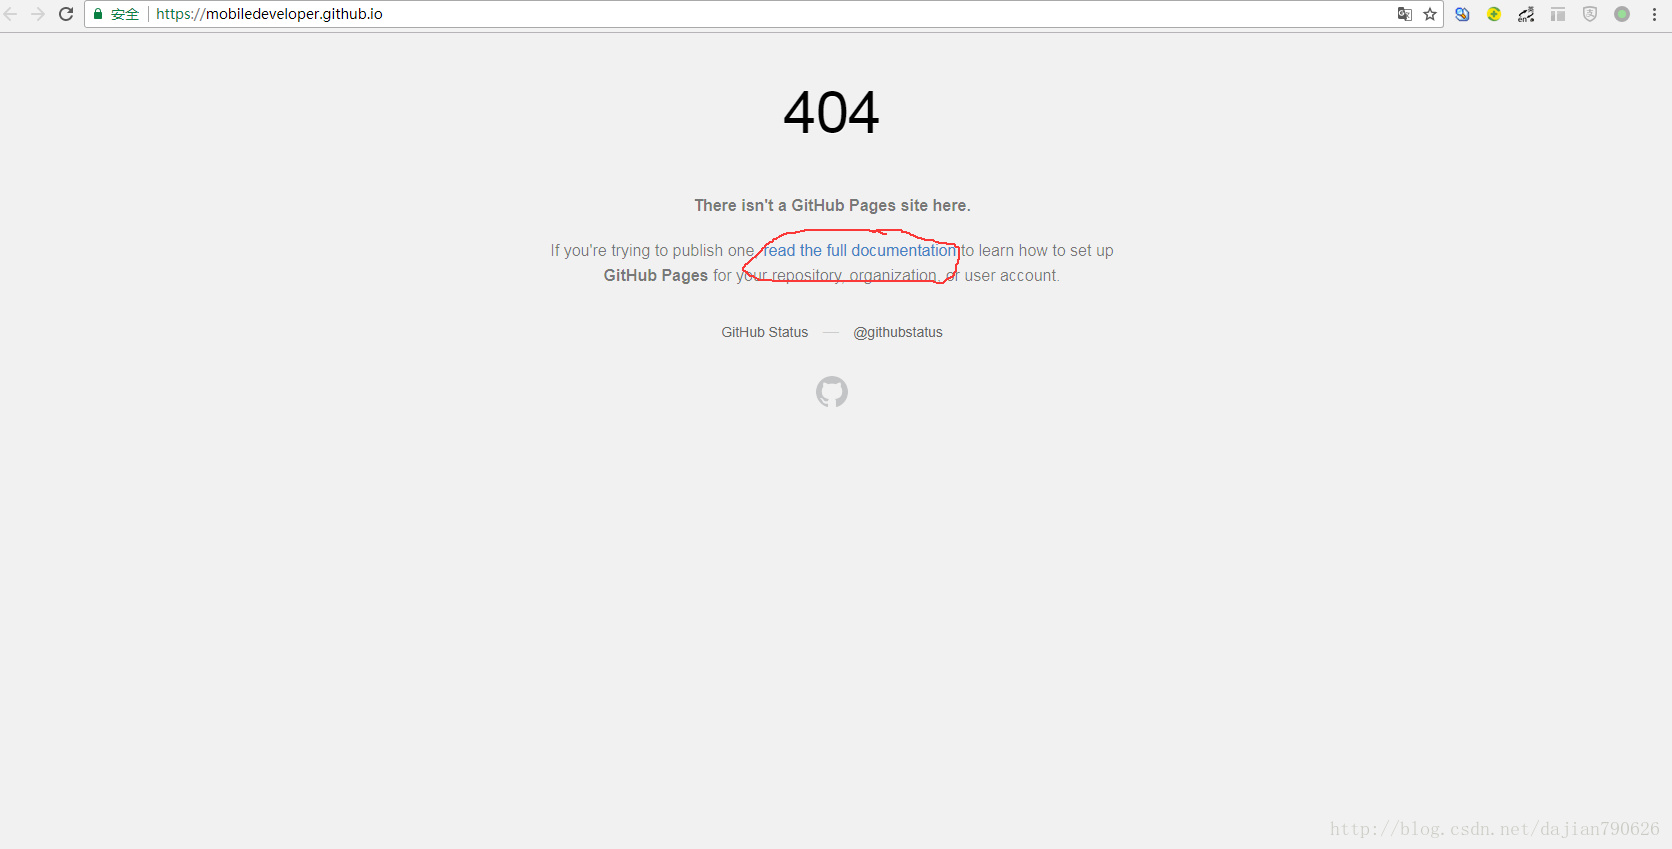 安全 https://mobiledeveloper.github.io
404
There isn't a GitHub Pages site here.
If you're trying to publish one, read the full documentation to learn how to set up
GitHub Pages for your repository, organization, or user account.
GitHub Status — @githubstatus
http://blog.csdn.net/dajian790626